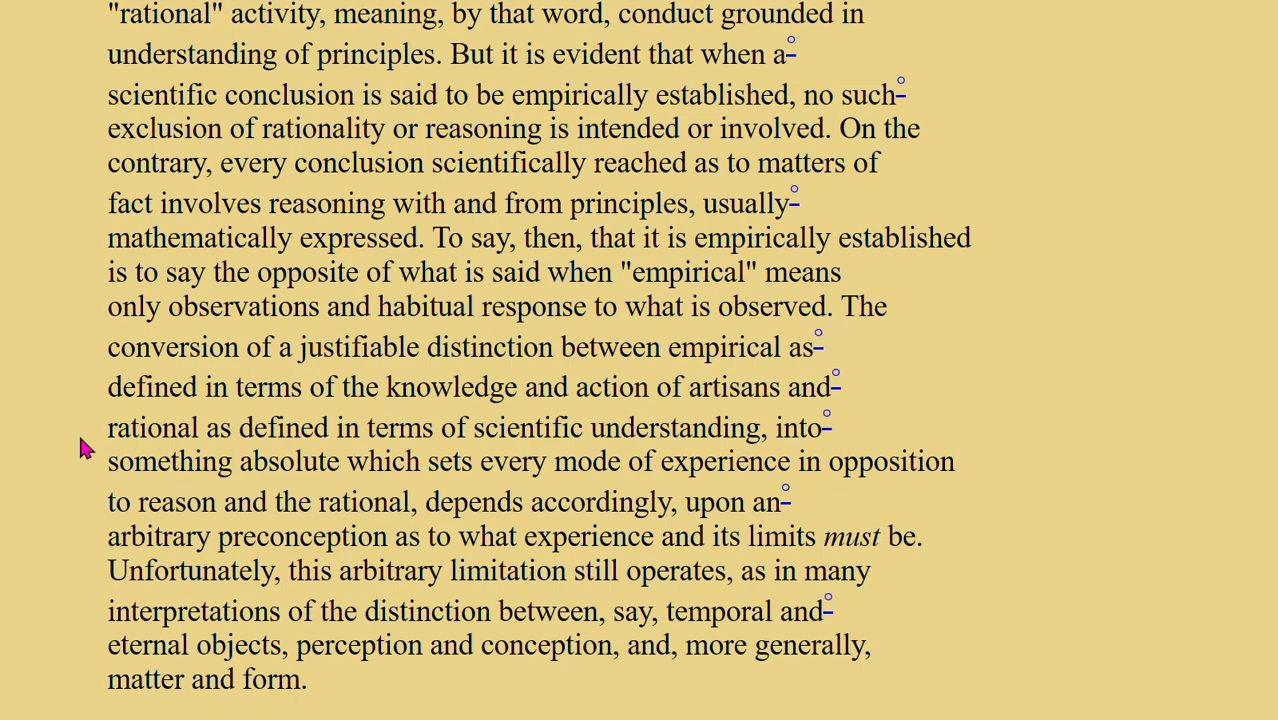 "rational" activity, meaning, by that word, conduct grounded in
understanding of principles. But it is evident that when a°
scientific conclusion is said to be empirically established, no such°
exclusion of rationality or reasoning is intended or involved. On the
contrary, every conclusion scientifically reached as to matters of
fact involves reasoning with and from principles, usually°
mathematically expressed. To say, then, that it is empirically established
is to say the opposite of what is said when "empirical" means
only observations and habitual response to what is observed. The
conversion of a justifiable distinction between empirical as°
defined in terms of the knowledge and action of artisans and°
rational as defined in terms of scientific understanding, into°
something absolute which sets every mode of experience in opposition
to reason and the rational, depends accordingly, upon an°
arbitrary preconception as to what experience and its limits must be.
Unfortunately, this arbitrary limitation still operates, as in many
interpretations of the distinction between, say, temporal and°
eternal objects, perception and conception, and, more generally,
matter and form.